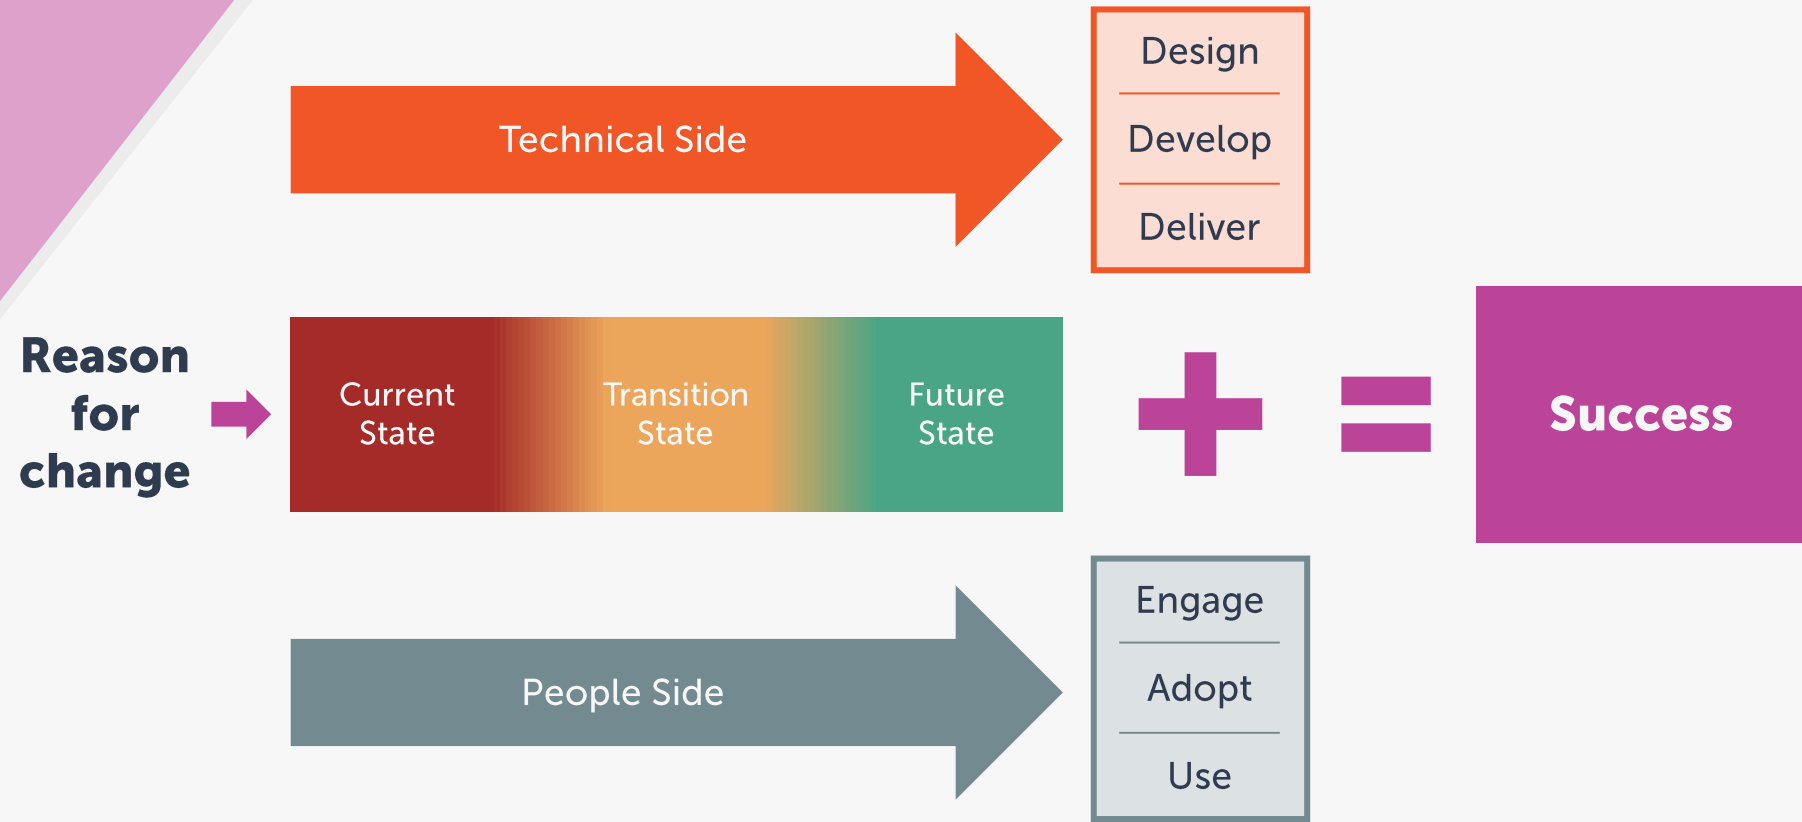 Technical Side
Design
Develop
Deliver
Reason
for
change
Current
State
Transition
State
Future
State
Success
People Side
Engage
Adopt
Use